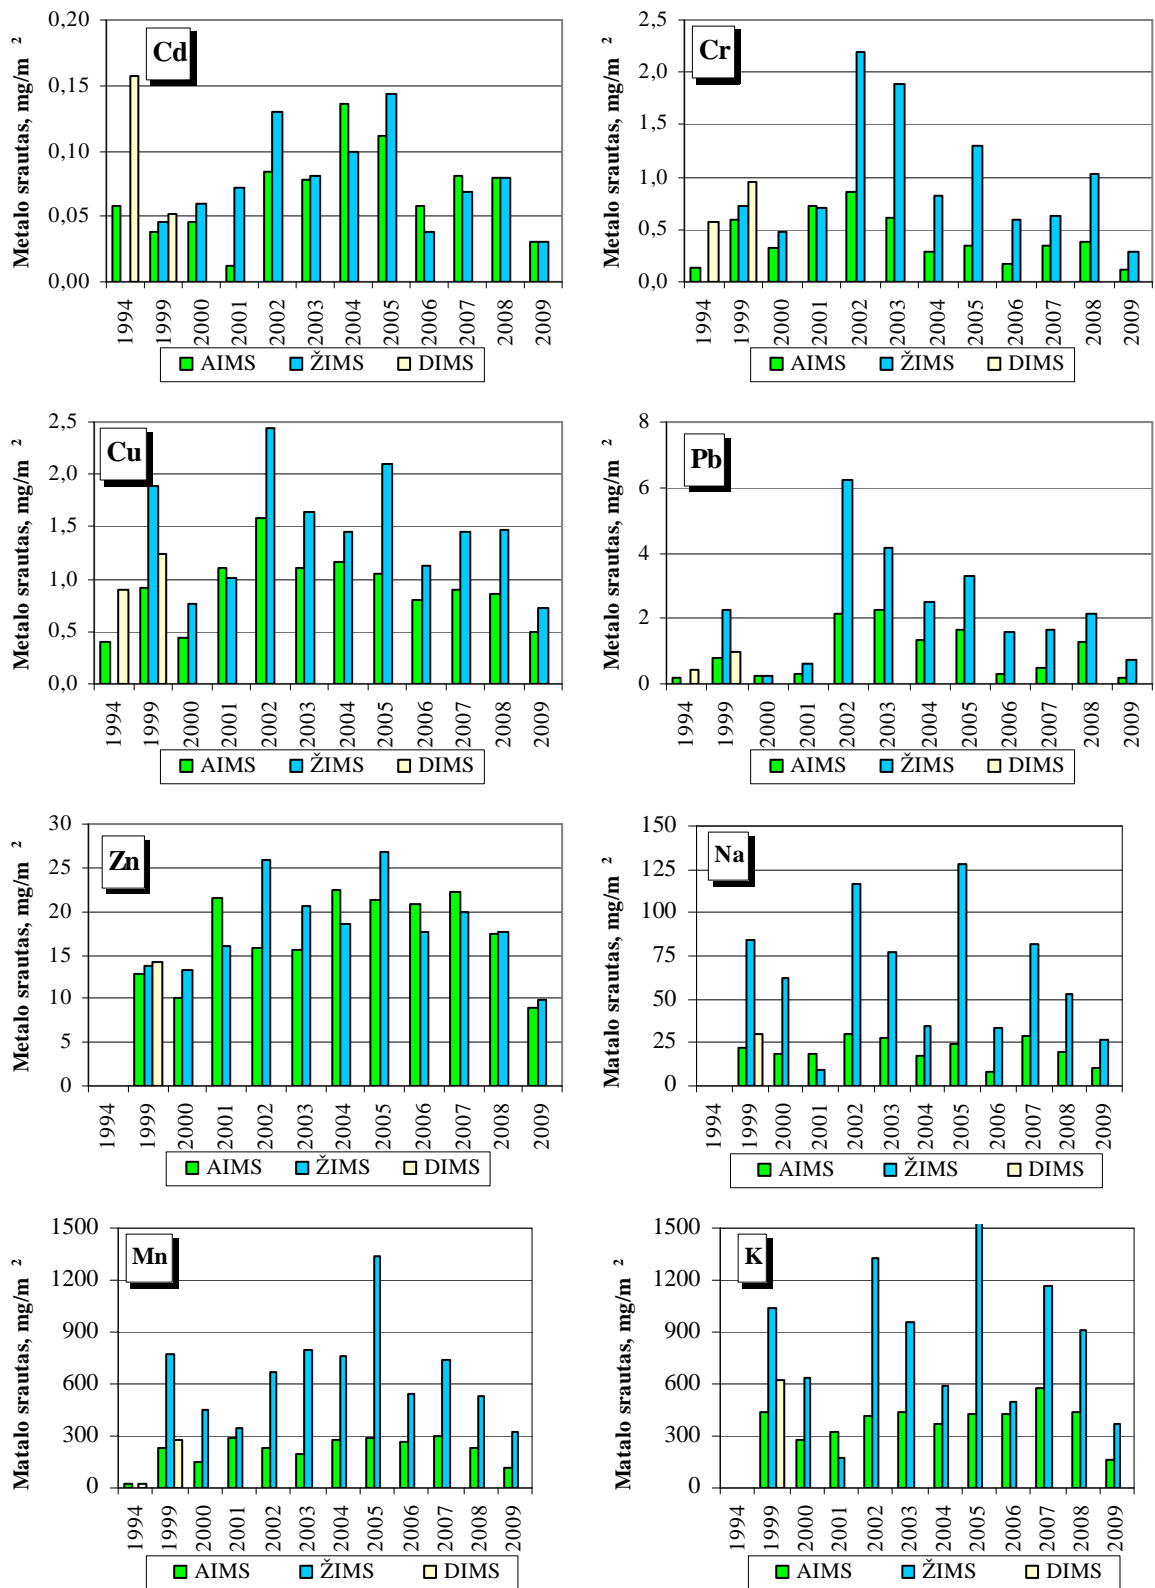 Cd
Metalo srautas, mg/m 2
0,20
0,15
0,10
0,05
0,00
1994 1999 2000 2001 2002 2003 2004 2005 2006 2007 2008 2009
AIMS ŽIMS DIMS
Cr
Metalo srautas, mg/m 2
2,5
2,0
1,5
1,0
0,5
0,0
1994 1999 2000 2001 2002 2003 2004 2005 2006 2007 2008 2009
AIMS ŽIMS DIMS
Cu
Metalo srautas, mg/m 2
2,5
2,0
1,5
1,0
0,5
0,0
1994 1999 2000 2001 2002 2003 2004 2005 2006 2007 2008 2009
AIMS ŽIMS DIMS
Pb
Metalo srautas, mg/m 2
8
6
4
2
0
1994 1999 2000 2001 2002 2003 2004 2005 2006 2007 2008 2009
AIMS ŽIMS DIMS
Zn
Metalo srautas, mg/m 2
30
25
20
15
10
5
0
1994 1999 2000 2001 2002 2003 2004 2005 2006 2007 2008 2009
AIMS ŽIMS DIMS
Na
Matalo srautas, mg/m 2
150
125
100
75
50
25
0
1994 1999 2000 2001 2002 2003 2004 2005 2006 2007 2008 2009
AIMS ŽIMS DIMS
Mn
Matalo srautas, mg/m 2
1500
1200
900
600
300
0
1994 1999 2000 2001 2002 2003 2004 2005 2006 2007 2008 2009
AIMS ŽIMS DIMS
K
Matalo srautas, mg/m 2
1500
1200
900
600
300
0
1994 1999 2000 2001 2002 2003 2004 2005 2006 2007 2008 2009
AIMS ŽIMS DIMS